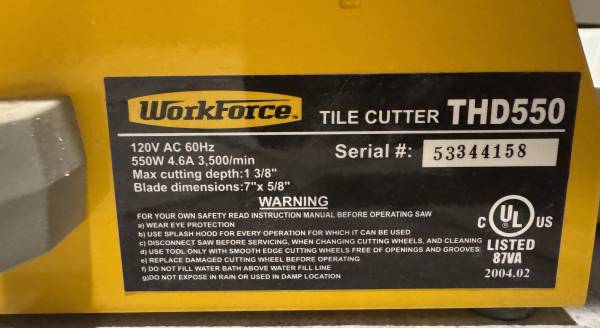 WORKFORCE
TILE CUTTER THD550
120V AC 60Hz
550W 4.6A 3,500/min
Max cutting depth:1 3/8"
Blade dimensions:7"x 5/8"
Serial #: 53344158
WARNING
FOR YOUR OWN SAFETY READ INSTRUCTION MANUAL BEFORE OPERATING SAW
a) WEAR EYE PROTECTION
b) USE SPLASH HOOD FOR EVERY OPERATION FOR WHICH IT CAN BE USED
c) DISCONNECT SAW BEFORE SERVICING, WHEN CHANGING CUTTING WHEELS, AND CLEANING
d) USE TOOL ONLY WITH SMOOTH EDGE CUTTING WHEELS FREE OF OPENINGS AND GROOVES
e) REPLACE DAMAGED CUTTING WHEEL BEFORE OPERATING
f) DO NOT FILL WATER BATH ABOVE WATER FILL LINE
g)DO NOT EXPOSE IN RAIN OR USED IN DAMP LOCATION
C UL US
LISTED
87VA
2004.02